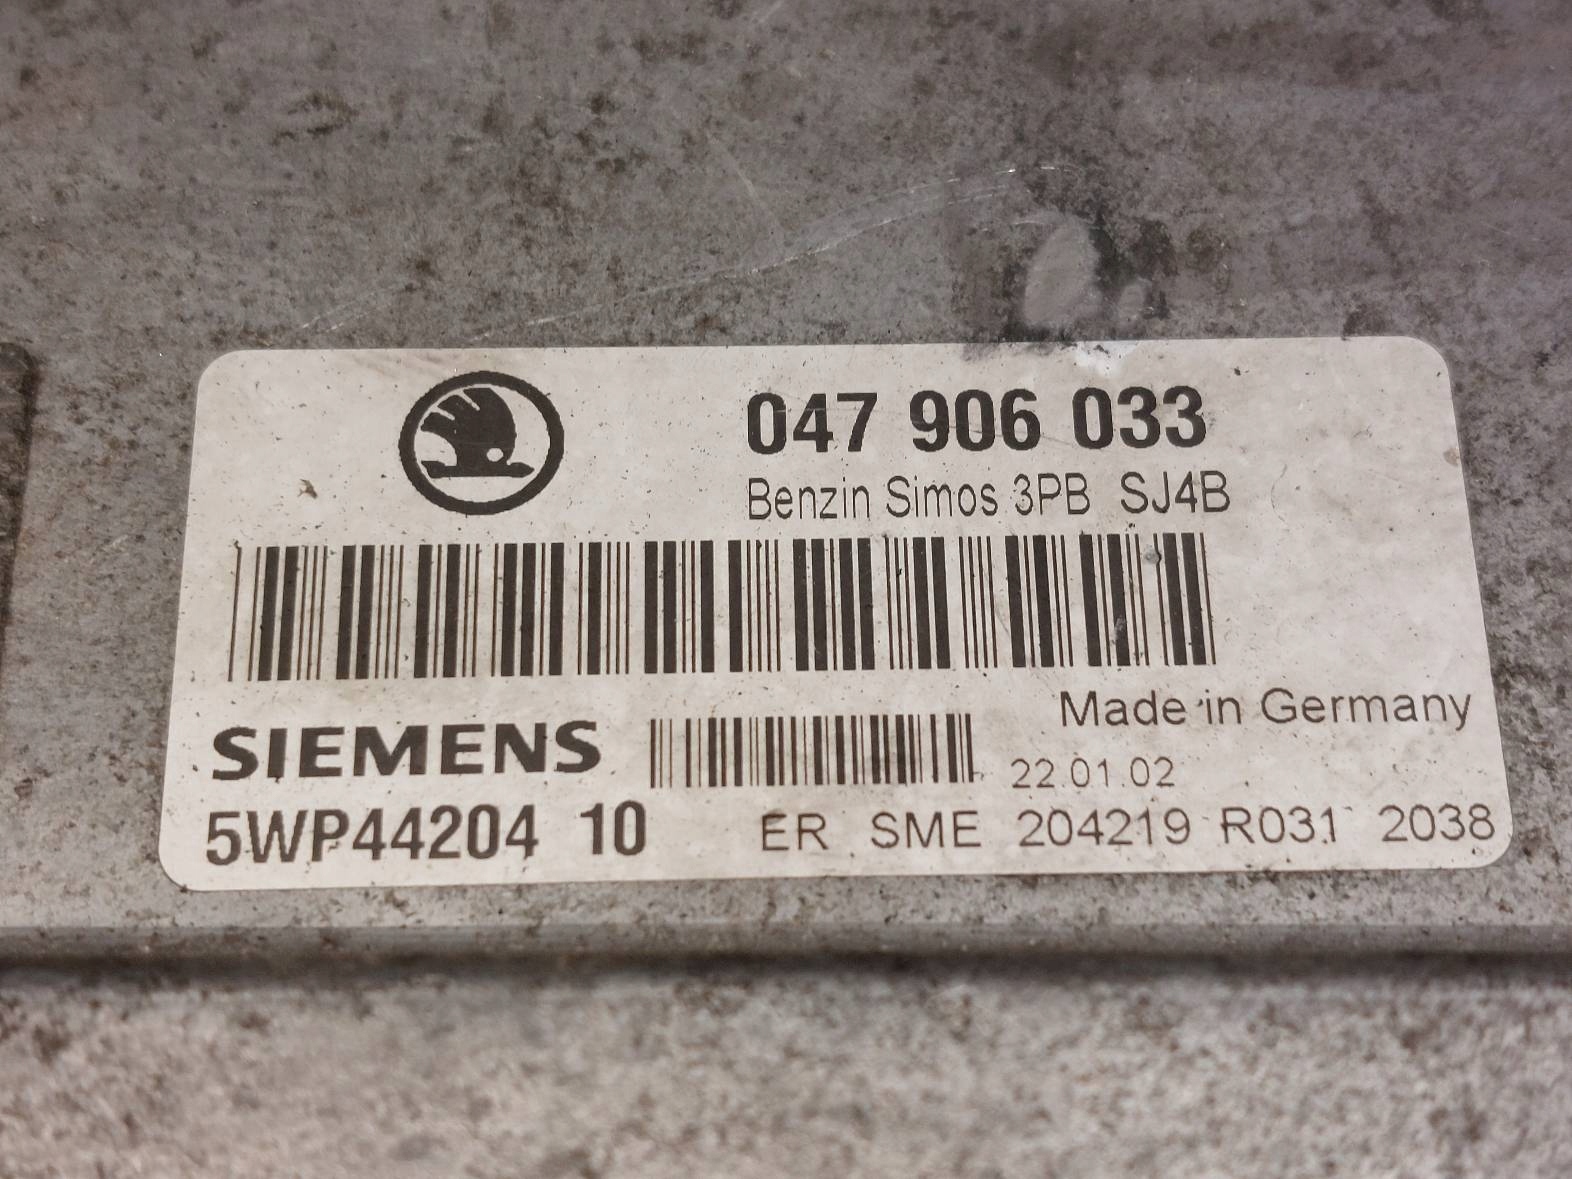 047 906 033
Benzin Simos 3PB SJ4B
Made in Germany
SIEMENS
22.01.02
5WP44204 10
ER SME 204219 R031 2038